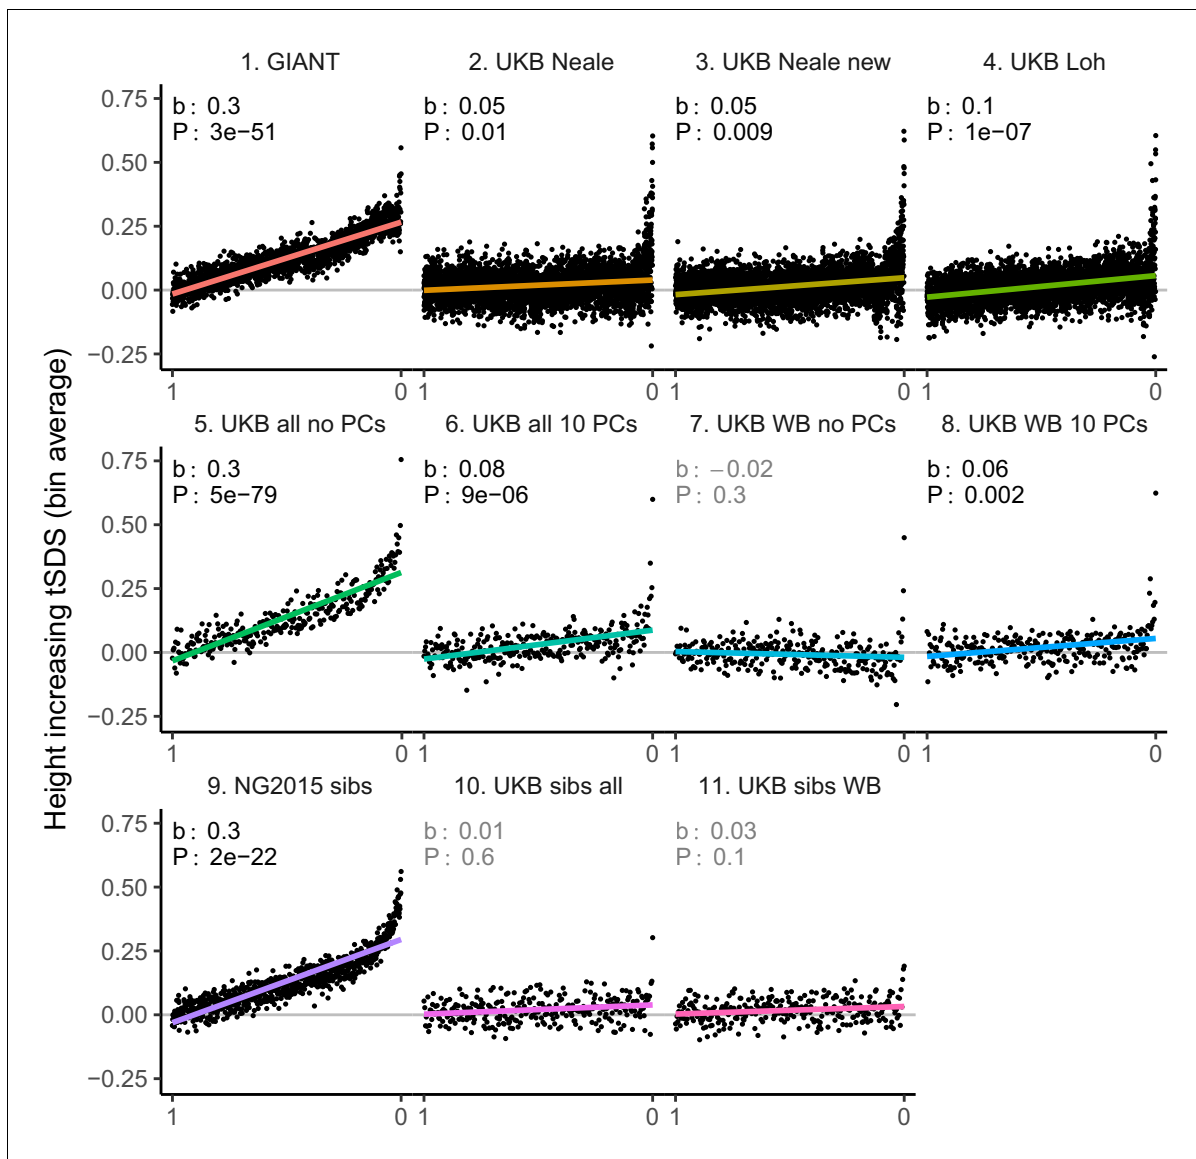 1. GIANT
2. UKB Neale
3. UKB Neale new
4. UKB Loh
b: 0.3
P: 3e−51
b: 0.05
P: 0.01
b: 0.05
P: 0.009
b: 0.1
P: 1e−07
0.75
0.50
0.25
0.00
−0.25
1
0
1
0
1
0
1
0
5. UKB all no PCs
6. UKB all 10 PCs
7. UKB WB no PCs
8. UKB WB 10 PCs
b: 0.3
P: 5e−79
b: 0.08
P: 9e−06
b: −0.02
P: 0.3
b: 0.06
P: 0.002
0.75
0.50
0.25
0.00
−0.25
1
0
1
0
1
0
1
0
Height increasing tSDS (bin average)
9. NG2015 sibs
10. UKB sibs all
11. UKB sibs WB
b: 0.3
P: 2e−22
b: 0.01
P: 0.6
b: 0.03
P: 0.1
0.75
0.50
0.25
0.00
−0.25
1
0
1
0
1
0